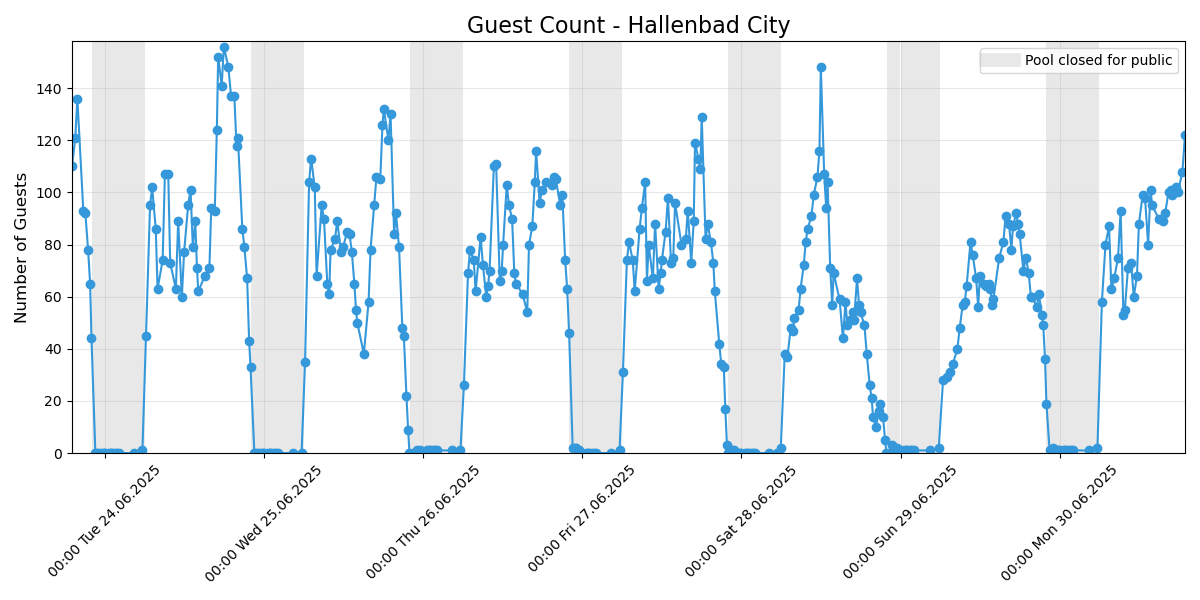 Guest Count - Hallenbad City
Pool closed for public
Number of Guests
140
120
100
80
60
40
20
0
00:00 Tue 24.06.2025
00:00 Wed 25.06.2025
00:00 Thu 26.06.2025
00:00 Fri 27.06.2025
00:00 Sat 28.06.2025
00:00 Sun 29.06.2025
00:00 Mon 30.06.2025